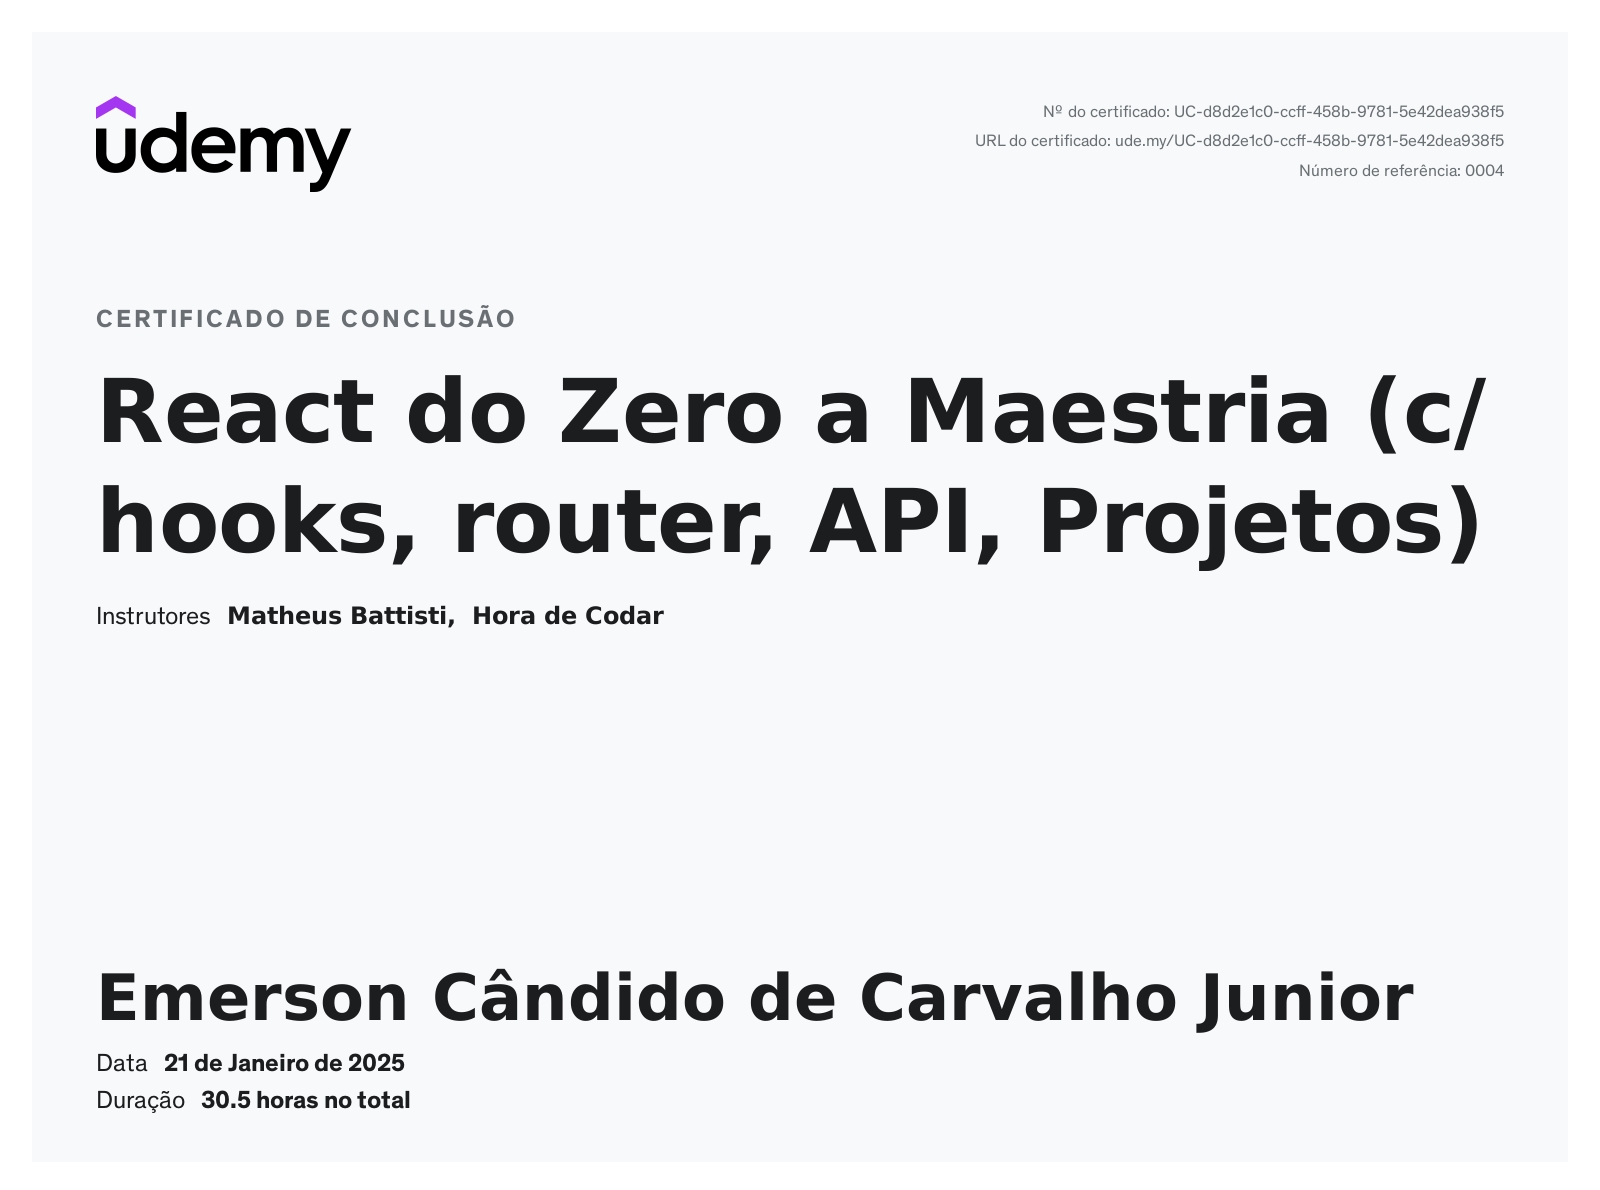 udemy
Nº do certificado: UC-d8d2e1c0-ccff-458b-9781-5e42dea938f5
URL do certificado: ude.my/UC-d8d2e1c0-ccff-458b-9781-5e42dea938f5
Número de referência: 0004
CERTIFICADO DE CONCLUSÃO
React do Zero a Maestria (c/
hooks, router, API, Projetos)
Instrutores Matheus Battisti, Hora de Codar
Emerson Cândido de Carvalho Junior
Data 21 de Janeiro de 2025
Duração 30.5 horas no total